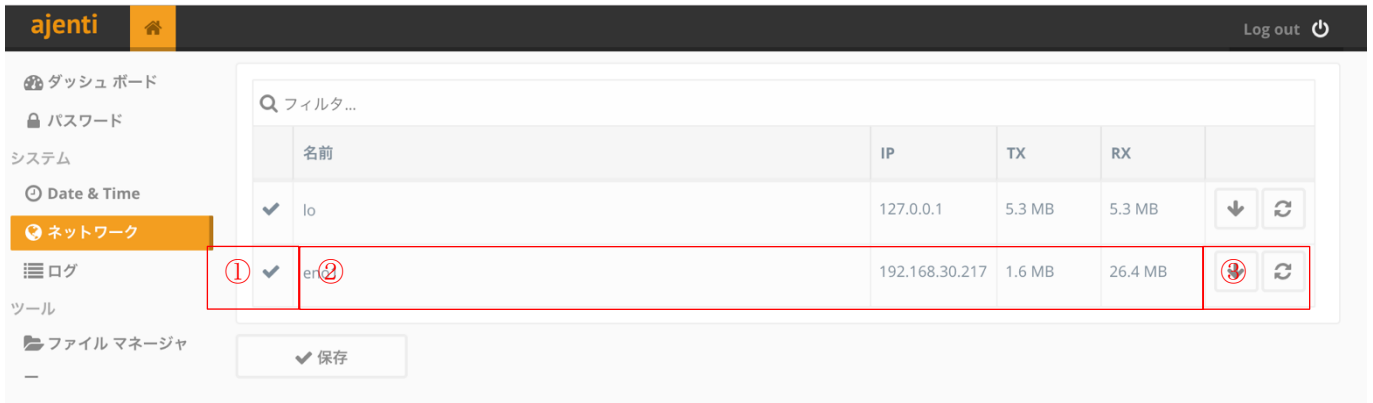 ajenti
Log out
ダッシュ ボード
パスワード
システム
Date & Time
ネットワーク
ログ
ツール
ファイル マネージャ
ー
フィルタ...
名前 IP TX RX
lo 127.0.0.1 5.3 MB 5.3 MB
① ② 192.168.30.217 1.6 MB 26.4 MB ③
保存